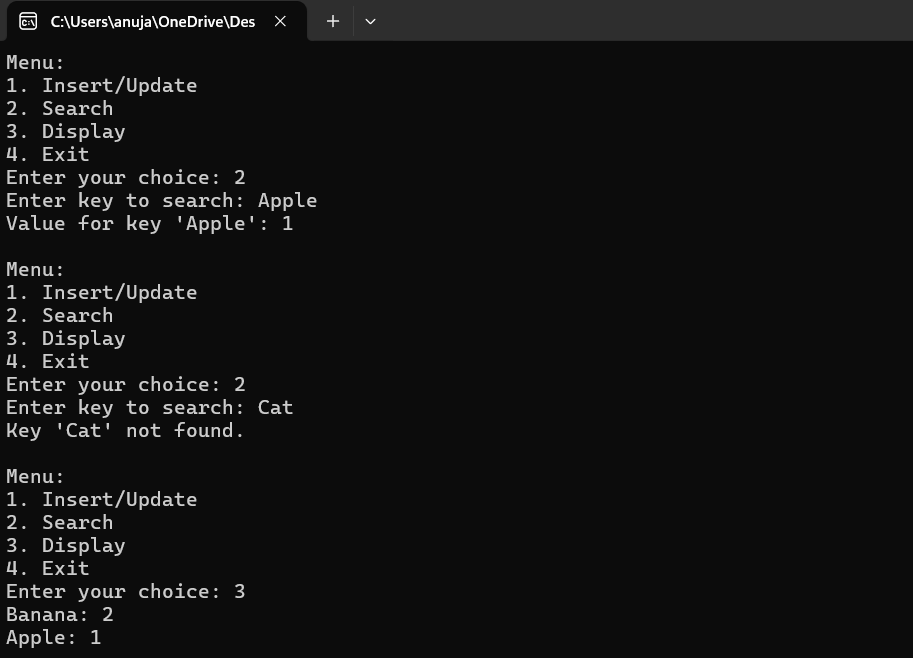 C:\Users\anuja\OneDrive\Des
Menu:
1. Insert/Update
2. Search
3. Display
4. Exit
Enter your choice: 2
Enter key to search: Apple
Value for key 'Apple': 1
Menu:
1. Insert/Update
2. Search
3. Display
4. Exit
Enter your choice: 2
Enter key to search: Cat
Key 'Cat' not found.
Menu:
1. Insert/Update
2. Search
3. Display
4. Exit
Enter your choice: 3
Banana: 2
Apple: 1